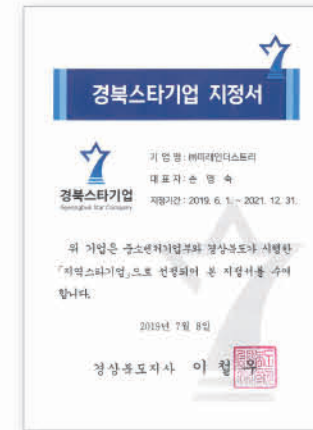 경북스타기업 지정서
경북스타기업
Gyeongbuk Star Company
기 업 명 : ㈜미래인더스트리
대 표 자 : 손 영 숙
지정기간 : 2019. 6. 1. ~ 2021. 12. 31.
위 기업은 중소벤처기업부와 경상북도가 시행한
「지역스타기업」으로 선정되어 본 지정서를 수여
합니다.
2019년 7월 8일
경상북도지사 이 철 우